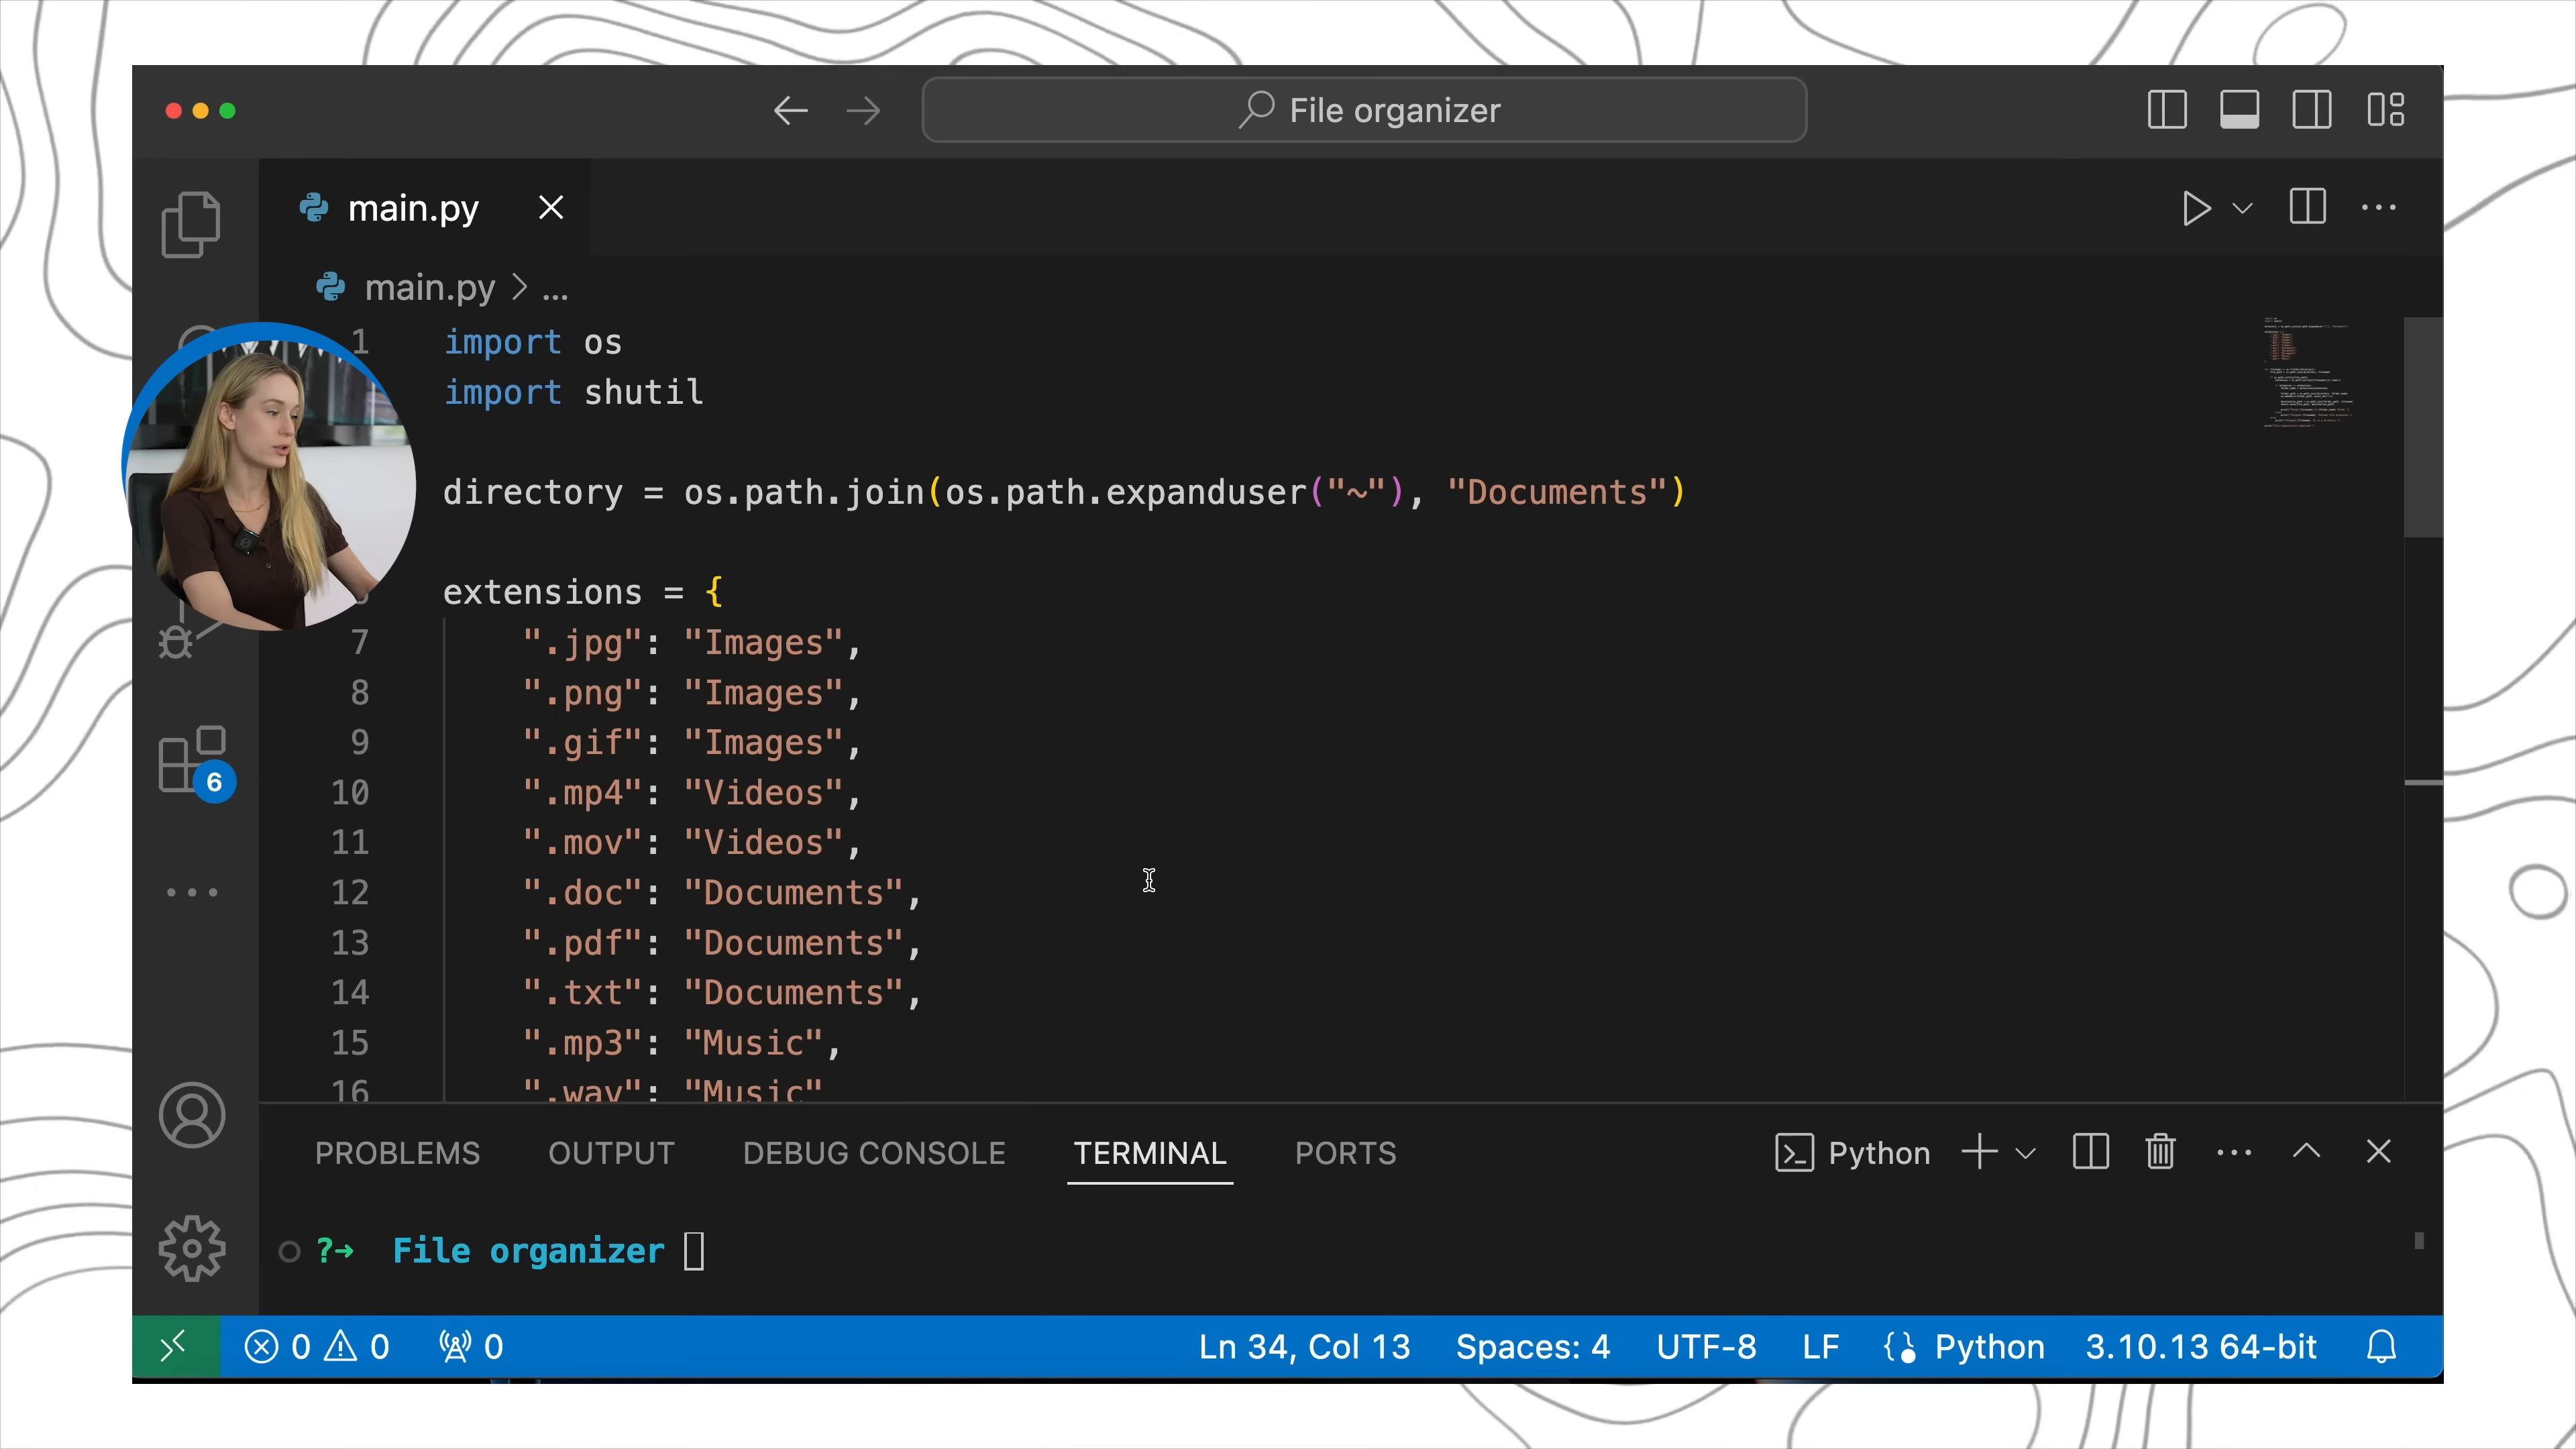 File organizer
main.py
main.py > ...
1 import os
import shutil
directory = os.path.join(os.path.expanduser("~"), "Documents")
extensions = {
7 ".jpg": "Images",
8 ".png": "Images",
9 ".gif": "Images",
10 ".mp4": "Videos",
11 ".mov": "Videos",
12 ".doc": "Documents",
13 ".pdf": "Documents",
14 ".txt": "Documents",
15 ".mp3": "Music",
16 ".wav": "Music"
6
PROBLEMS OUTPUT DEBUG CONSOLE TERMINAL PORTS Python
?→ File organizer
0 0 0 Ln 34, Col 13 Spaces: 4 UTF-8 LF Python 3.10.13 64-bit